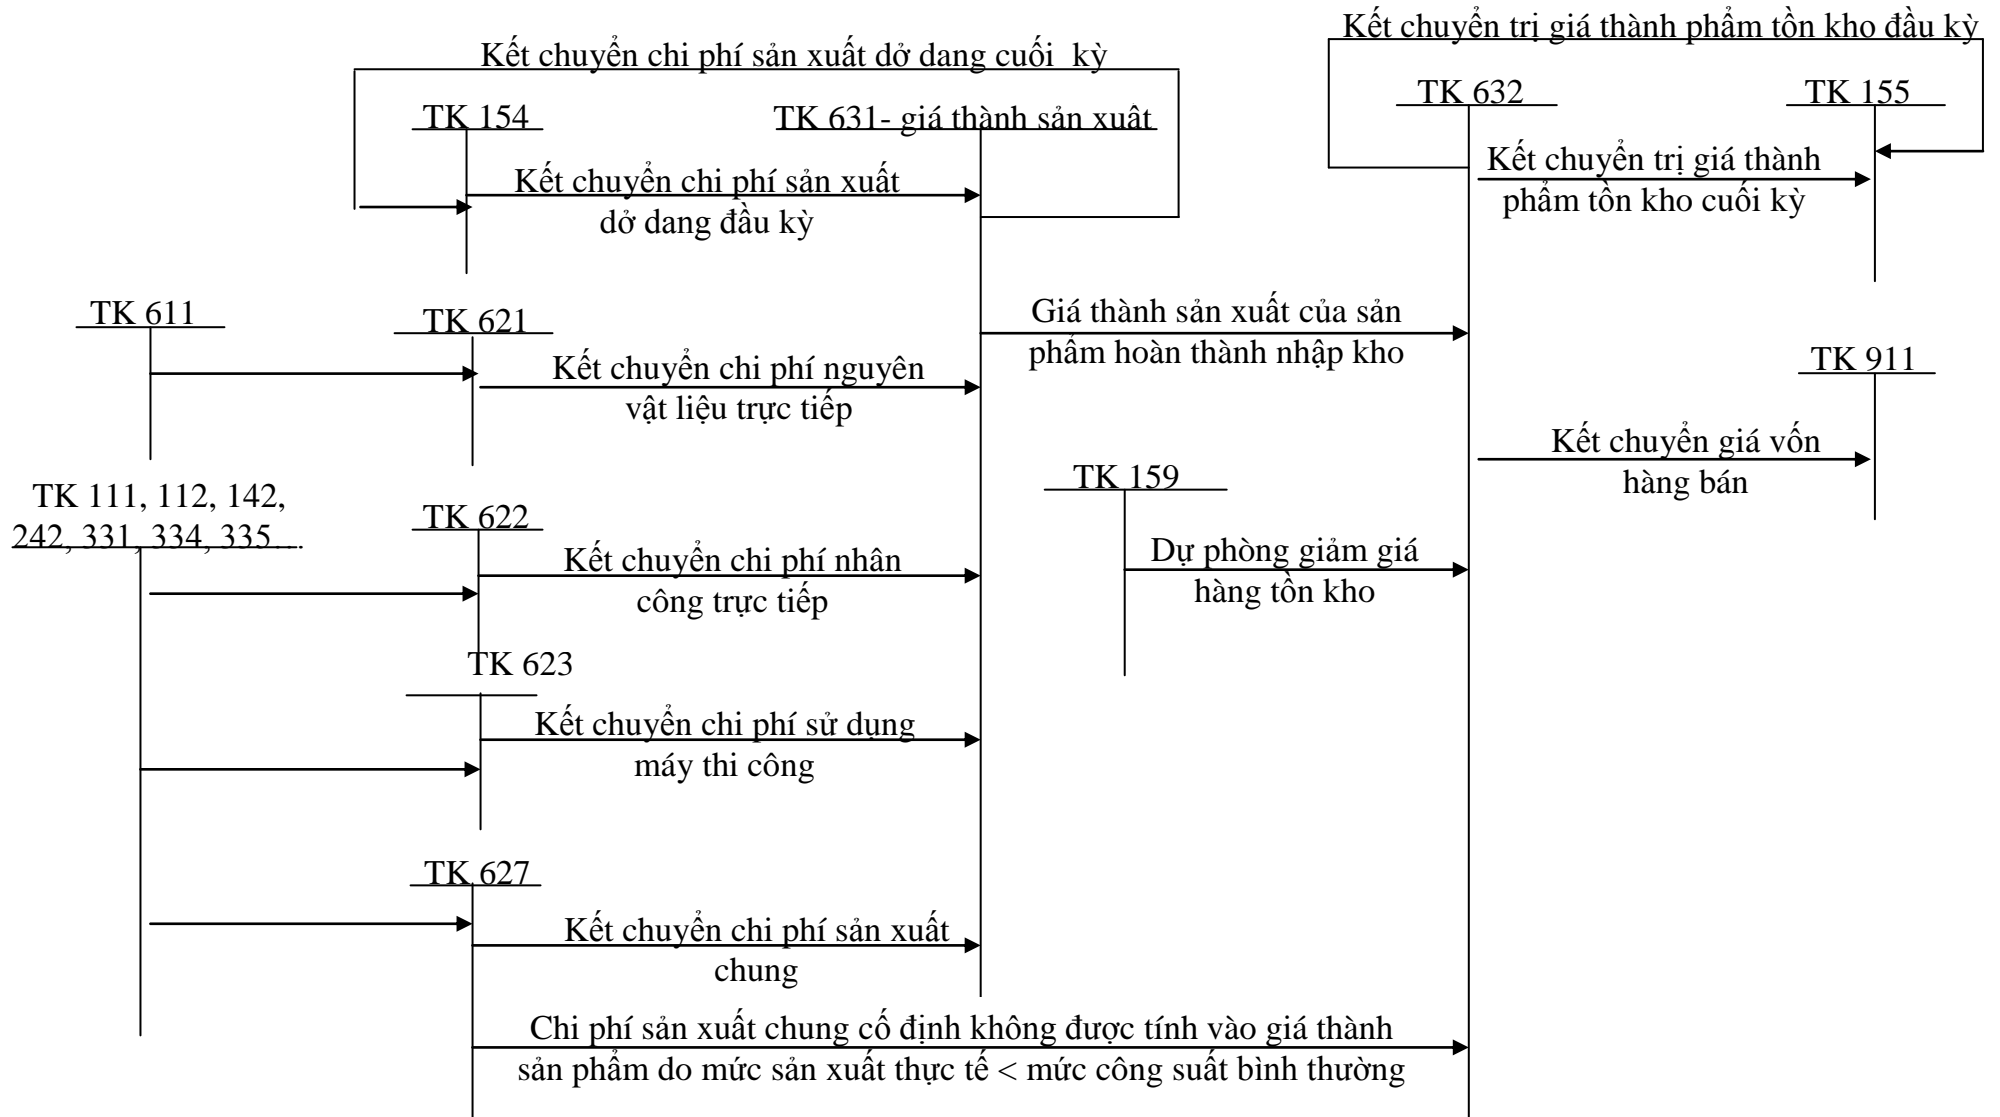 Kết chuyển trị giá thành phẩm tồn kho đầu kỳ
Kết chuyển chi phí sản xuất dở dang cuối kỳ
TK 632
TK 155
TK 154
TK 631- giá thành sản xuât
Kết chuyển trị giá thành
phẩm tồn kho cuối kỳ
Kết chuyển chi phí sản xuất
dở dang đầu kỳ
TK 611
TK 621
Giá thành sản xuất của sản
phẩm hoàn thành nhập kho
TK 911
Kết chuyển chi phí nguyên
vật liệu trực tiếp
Kết chuyển giá vốn
hàng bán
TK 159
TK 111, 112, 142,
242, 331, 334, 335…
TK 622
Kết chuyển chi phí nhân
công trực tiếp
Dự phòng giảm giá
hàng tồn kho
TK 623
Kết chuyển chi phí sử dụng
máy thi công
TK 627
Kết chuyển chi phí sản xuất
chung
Chi phí sản xuất chung cố định không được tính vào giá thành
sản phẩm do mức sản xuất thực tế < mức công suất bình thường